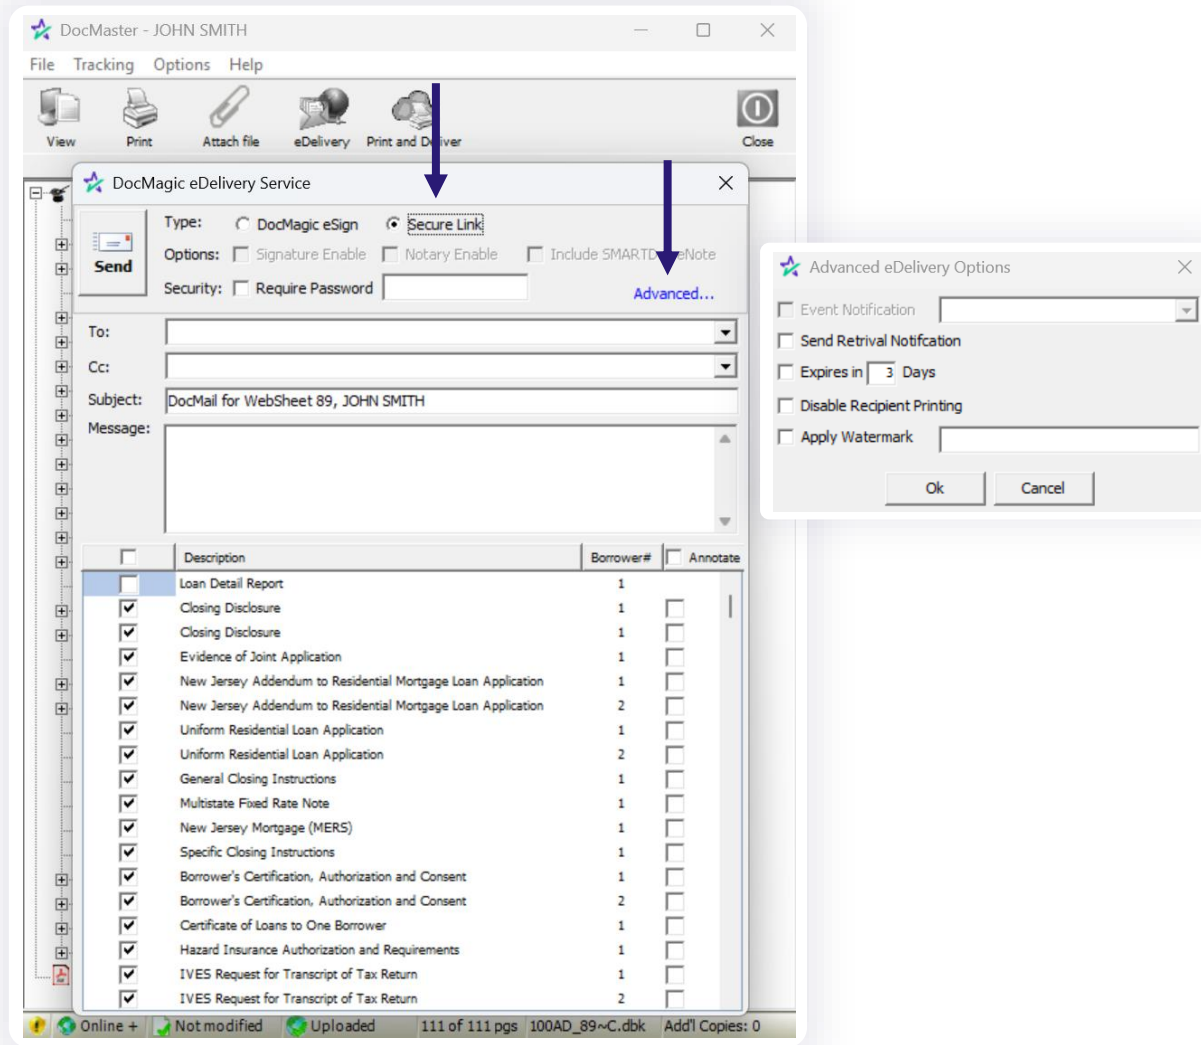 DocMaster - JOHN SMITH
File Tracking Options Help
View Print Attach file eDelivery Print and Deliver Close
DocMagic eDelivery Service
Send
Type: DocMagic eSign Secure Link
Options: Signature Enable Notary Enable Include SMARTD eNote
Security: Require Password
Advanced...
To:
Cc:
Subject: DocMail for WebSheet 89, JOHN SMITH
Message:
Description Borrower# Annotate
Loan Detail Report 1
Closing Disclosure 1
Closing Disclosure 1
Evidence of Joint Application 1
New Jersey Addendum to Residential Mortgage Loan Application 1
New Jersey Addendum to Residential Mortgage Loan Application 2
Uniform Residential Loan Application 1
Uniform Residential Loan Application 2
General Closing Instructions 1
Multistate Fixed Rate Note 1
New Jersey Mortgage (MERS) 1
Specific Closing Instructions 1
Borrower's Certification, Authorization and Consent 1
Borrower's Certification, Authorization and Consent 2
Certificate of Loans to One Borrower 1
Hazard Insurance Authorization and Requirements 1
IVES Request for Transcript of Tax Return 1
IVES Request for Transcript of Tax Return 2
Online + Not modified Uploaded 111 of 111 pgs 100AD_89~C.dbk Add'l Copies: 0
Advanced eDelivery Options
Event Notification
Send Retrival Notifcation
Expires in 3 Days
Disable Recipient Printing
Apply Watermark
Ok Cancel